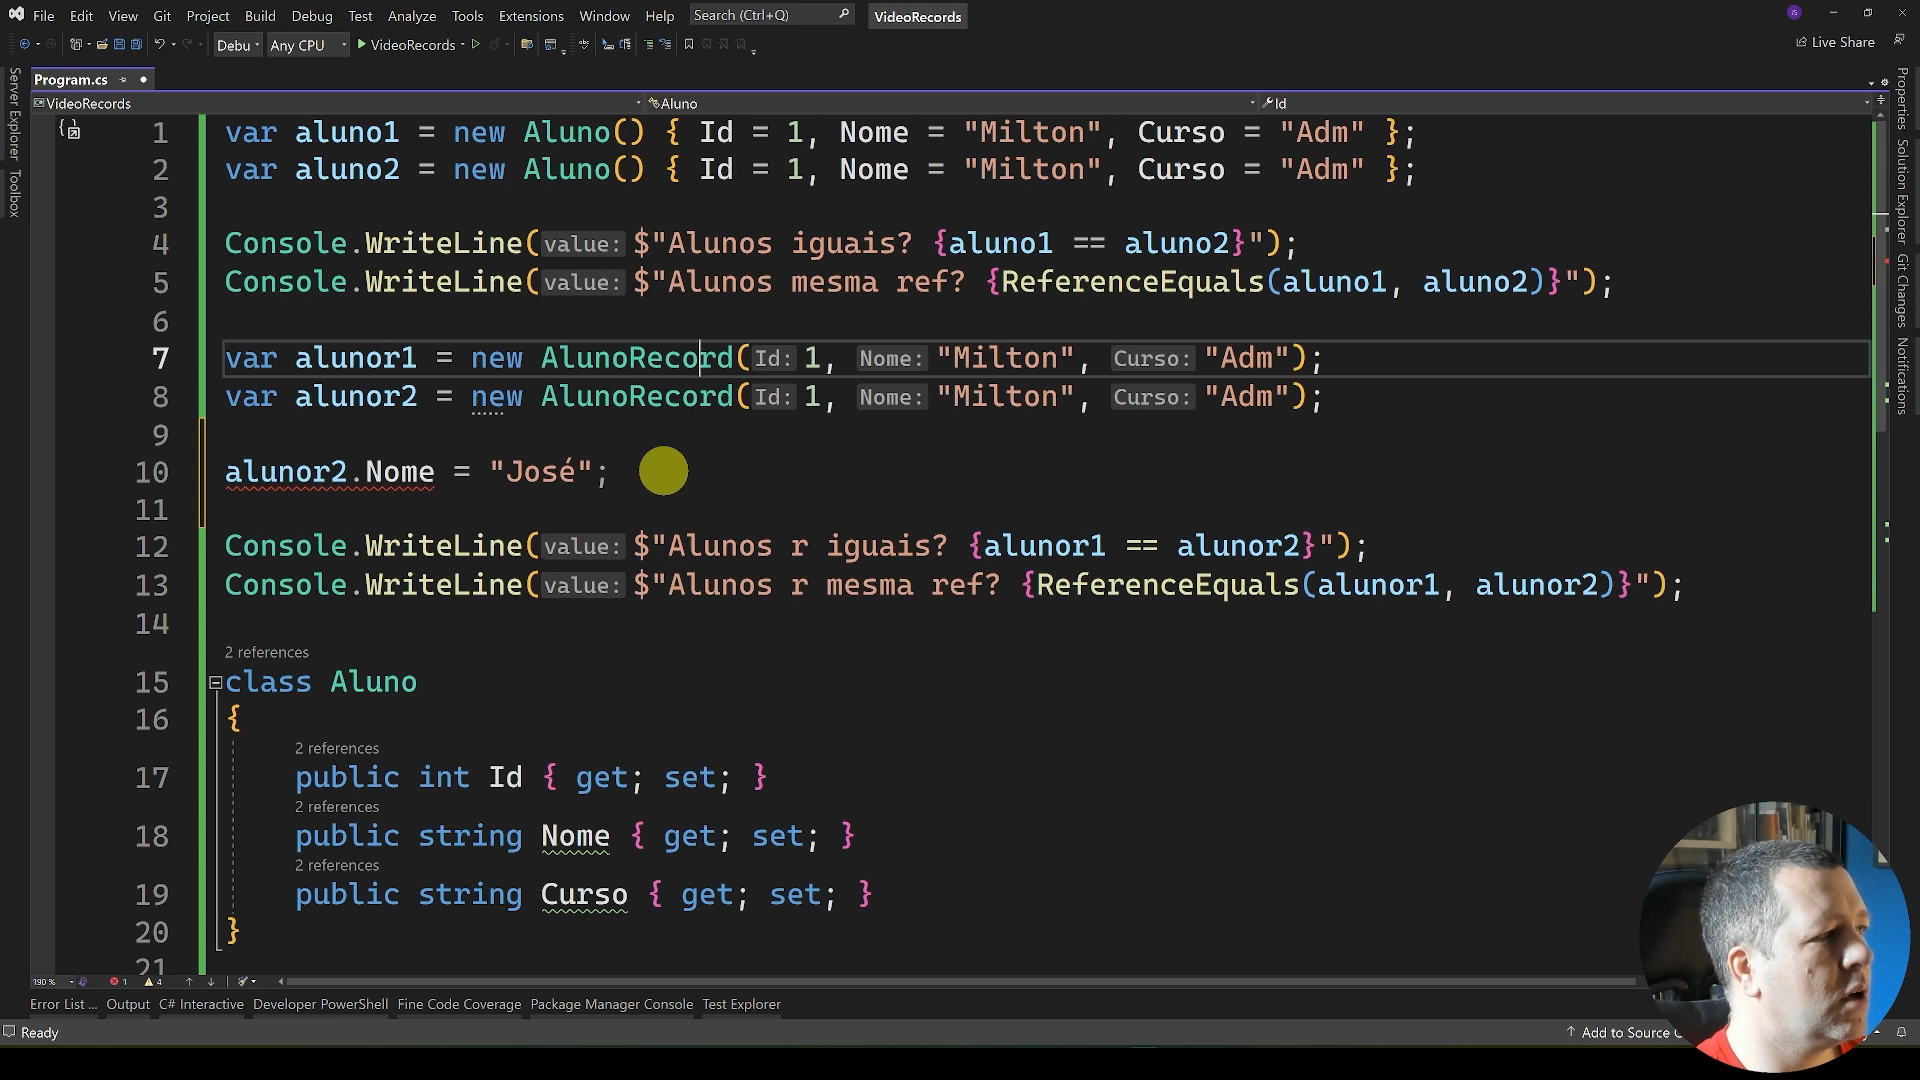 File Edit View Git Project Build Debug Test Analyze Tools Extensions Window Help Search (Ctrl+Q) VideoRecords
Debu Any CPU VideoRecords Live Share
Program.cs
VideoRecords Aluno Id
Server Explorer
Toolbox
1 var aluno1 = new Aluno() { Id = 1, Nome = "Milton", Curso = "Adm" };
2 var aluno2 = new Aluno() { Id = 1, Nome = "Milton", Curso = "Adm" };
3
4 Console.WriteLine(value: $"Alunos iguais? {aluno1 == aluno2}");
5 Console.WriteLine(value: $"Alunos mesma ref? {ReferenceEquals(aluno1, aluno2)}");
6
7 var alunor1 = new AlunoRecord(Id: 1, Nome: "Milton", Curso: "Adm");
8 var alunor2 = new AlunoRecord(Id: 1, Nome: "Milton", Curso: "Adm");
9
10 alunor2.Nome = "José";
11
12 Console.WriteLine(value: $"Alunos r iguais? {alunor1 == alunor2}");
13 Console.WriteLine(value: $"Alunos r mesma ref? {ReferenceEquals(alunor1, alunor2)}");
14
2 references
15 class Aluno
16 {
2 references
17 public int Id { get; set; }
2 references
18 public string Nome { get; set; }
2 references
19 public string Curso { get; set; }
20 }
21
Properties
Solution Explorer
Git Changes
Notifications
190 % 1 4
Error List ... Output C# Interactive Developer PowerShell Fine Code Coverage Package Manager Console Test Explorer
Ready Add to Source